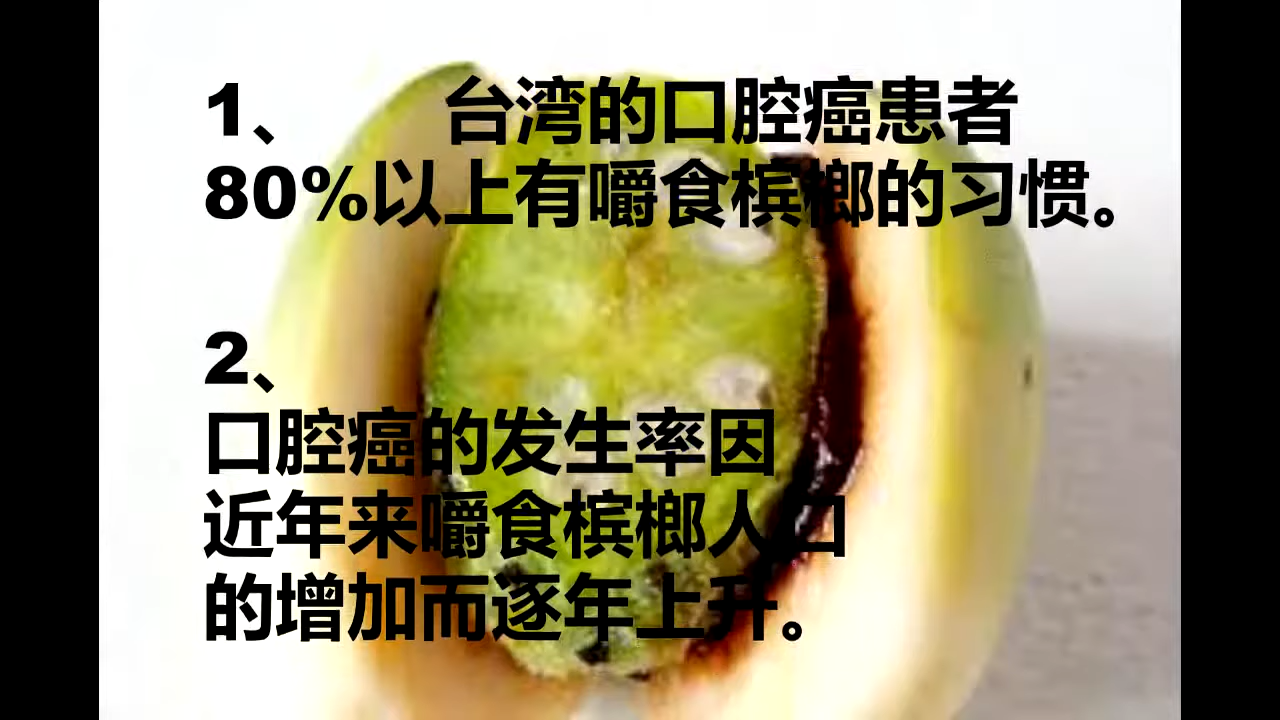 1、 台湾的口腔癌患者
80%以上有嚼食槟榔的习惯。
2、
口腔癌的发生率因
近年来嚼食槟榔人口
的增加而逐年上升。